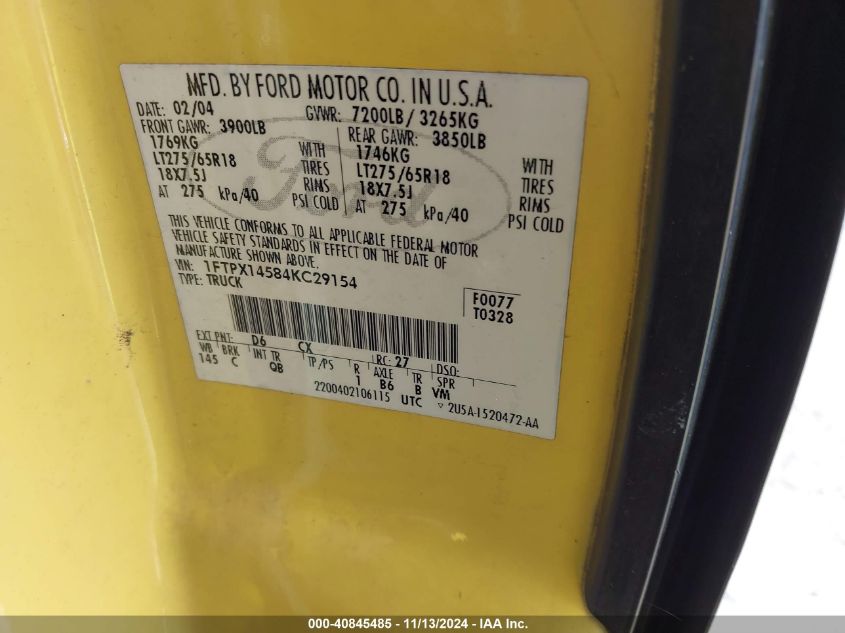 MFD. BY FORD MOTOR CO. IN U.S.A.
DATE: 02/04 GVWR: 7200LB/ 3265KG
FRONT GAWR: 3900LB REAR GAWR: 3850LB
1769KG WITH 1746KG WITH
LT275/65R18 TIRES LT275/65R18 TIRES
18X7.5J RIMS 18X7.5J RIMS
AT 275 kPa/40 PSI COLD AT 275 kPa/40 PSI COLD
Ford
THIS VEHICLE CONFORMS TO ALL APPLICABLE FEDERAL MOTOR
VEHICLE SAFETY STANDARDS IN EFFECT ON THE DATE OF
MANUFACTURE SHOWN ABOVE.
VIN: 1FTPX14584KC29154
TYPE: TRUCK
F0077
T0328
EXT PNT: D6 CX RC: 27 DSO:
WB BRK INT TR TP/PS R AXLE TR SPR
145 C QB 1 B6 B VM
2200402106115 UTC ▽ 2U5A-1520472-AA
000-40845485 - 11/13/2024 - IAA Inc.